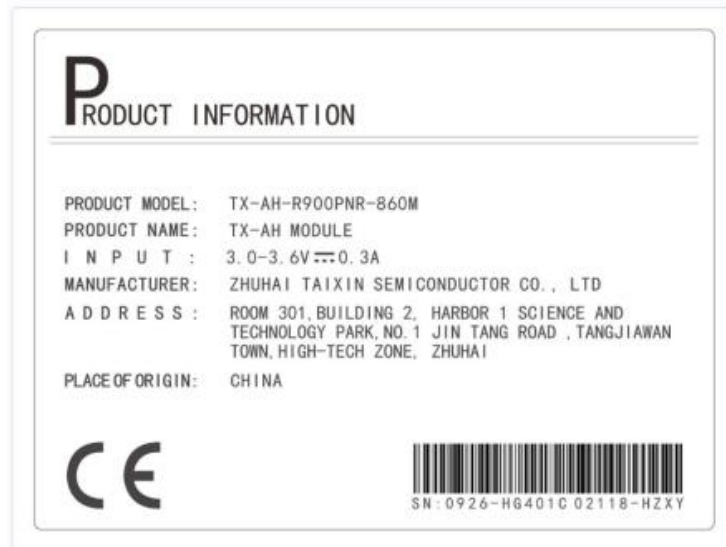 PRODUCT INFORMATION
PRODUCT MODEL: TX-AH-R900PNR-860M
PRODUCT NAME: TX-AH MODULE
INPUT: 3.0-3.6V⎓0.3A
MANUFACTURER: ZHUHAI TAIXIN SEMICONDUCTOR CO., LTD
ADDRESS: ROOM 301,BUILDING 2, HARBOR 1 SCIENCE AND
TECHNOLOGY PARK,NO.1 JIN TANG ROAD ,TANGJIAWAN
TOWN,HIGH-TECH ZONE, ZHUHAI
PLACE OF ORIGIN: CHINA
CE
SN:0926-HG401C02118-HZXY